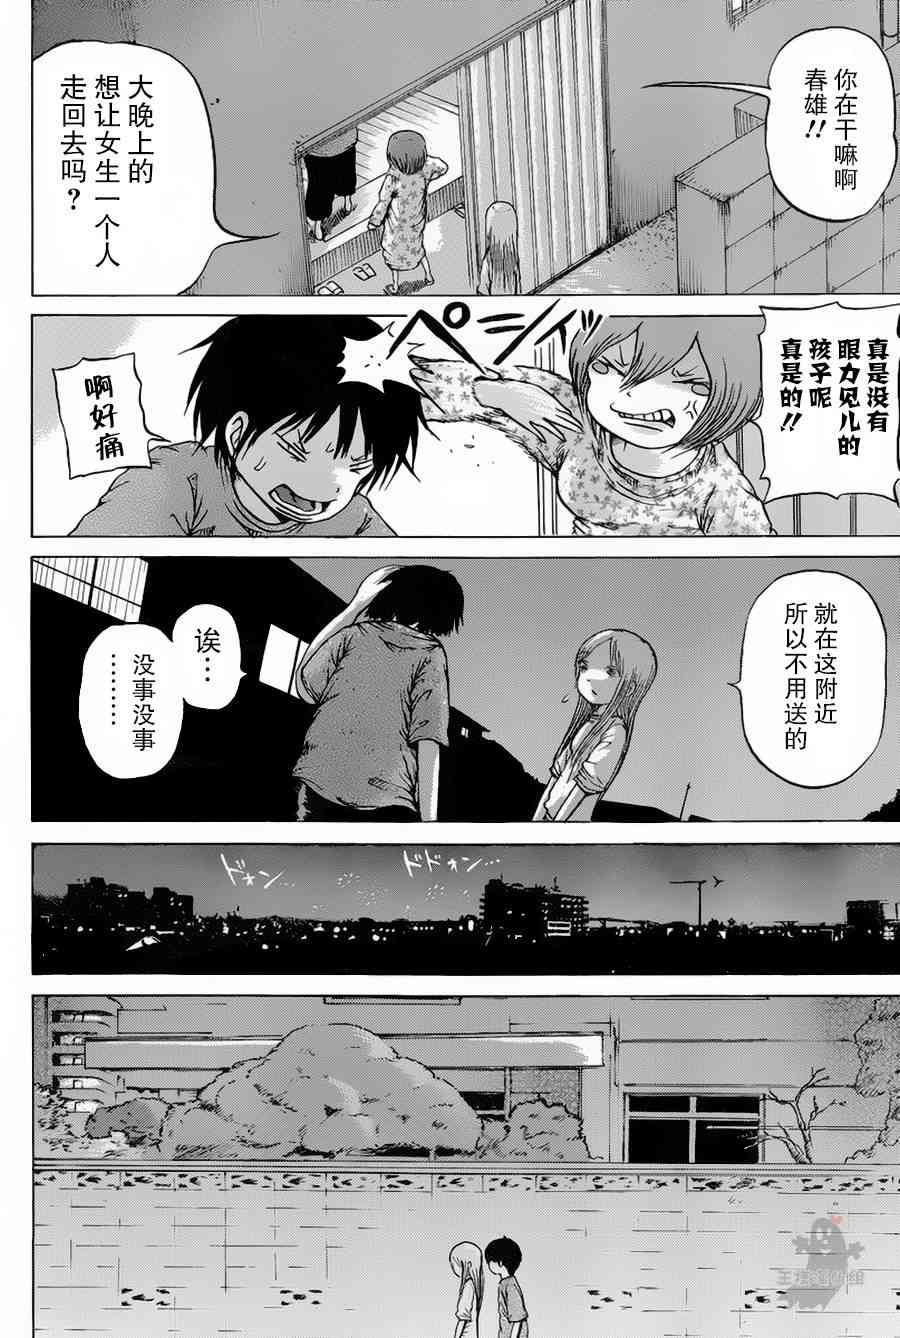 你在干嘛啊
春雄!!
大晚上的
想让女生一个人
走回去吗?
真是没有
眼力见儿的
孩子呢
真是的!!
ペシィッ
啊好痛
就在这附近
所以不用送的
诶…
没事没事
………
ドドォン…
ドォン…